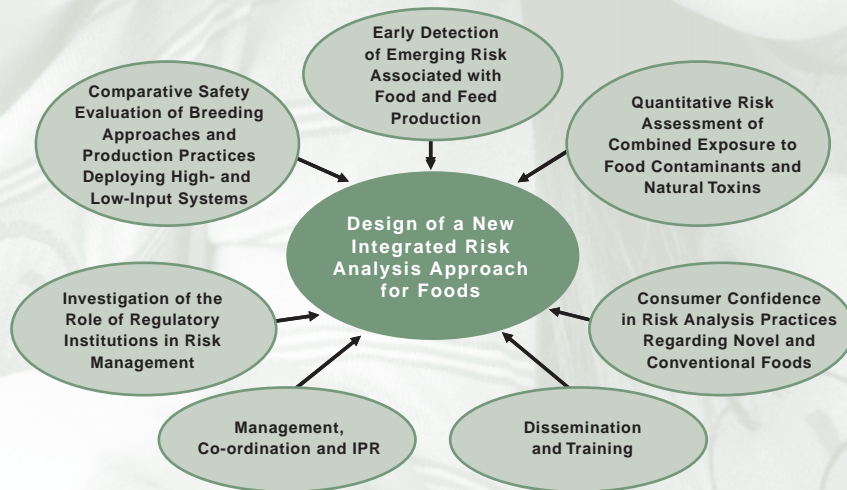 Early Detection
of Emerging Risk
Associated with
Food and Feed
Production
Comparative Safety
Evaluation of Breeding
Approaches and
Production Practices
Deploying High- and
Low-Input Systems
Quantitative Risk
Assessment of
Combined Exposure to
Food Contaminants and
Natural Toxins
Design of a New
Integrated Risk
Analysis Approach
for Foods
Investigation of the
Role of Regulatory
Institutions in Risk
Management
Consumer Confidence
in Risk Analysis Practices
Regarding Novel and
Conventional Foods
Management,
Co-ordination and IPR
Dissemination
and Training